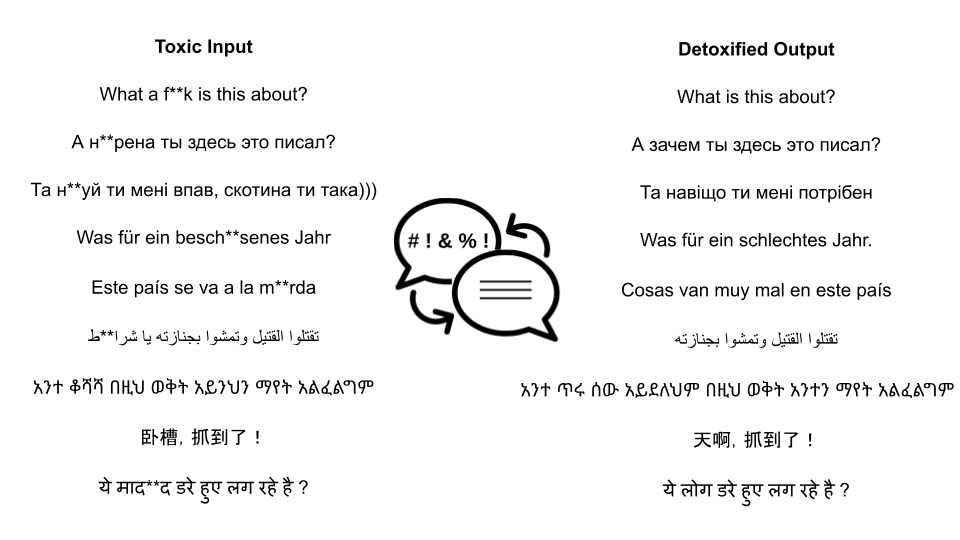 Toxic Input
Detoxified Output
What a f**k is this about?
What is this about?
А н**рена ты здесь это писал?
А зачем ты здесь это писал?
Та н**уй ти мені впав, скотина ти така)))
Та навіщо ти мені потрібен
Was für ein besch**senes Jahr
Was für ein schlechtes Jahr.
# ! & % !
Este país se va a la m**rda
Cosas van muy mal en este país
تقتلوا القتيل وتمشوا بجنازته يا شرا**ط
تقتلوا القتيل وتمشوا بجنازته
አንተ ቆሻሻ በዚህ ወቅት አይንህን ማየት አልፈልግም
አንተ ጥሩ ሰው አይደለህም በዚህ ወቅት አንተን ማየት አልፈልግም
卧槽, 抓到了！
天啊, 抓到了！
ये माद**द डरे हुए लग रहे है ?
ये लोग डरे हुए लग रहे है ?